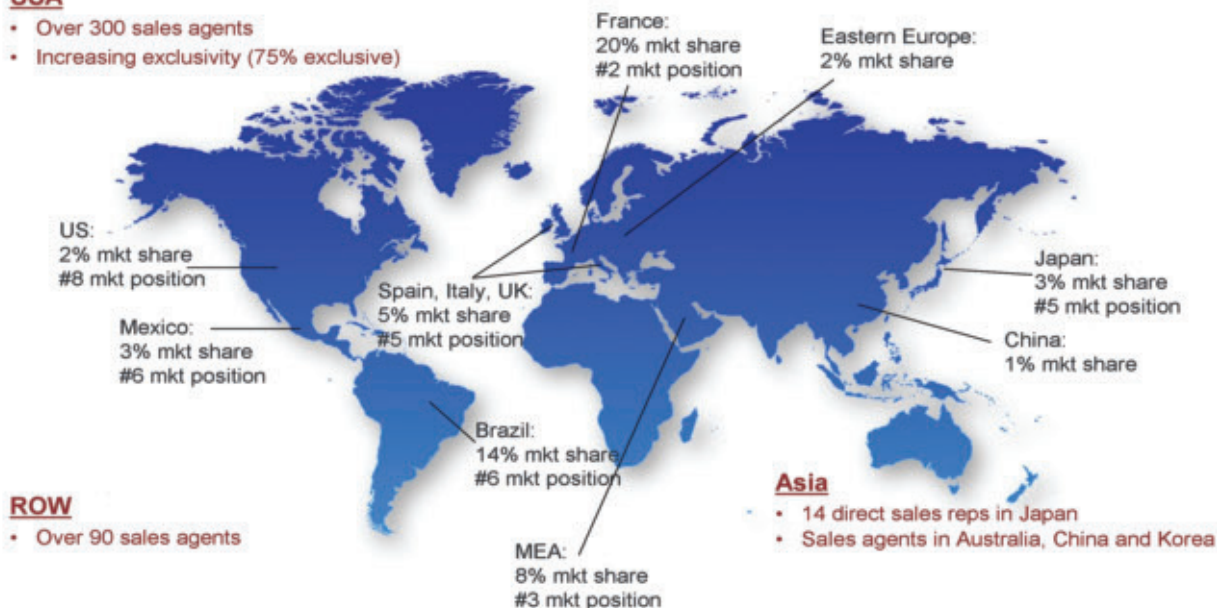 USA
• Over 300 sales agents
• Increasing exclusivity (75% exclusive)
France:
20% mkt share
#2 mkt position
Eastern Europe:
2% mkt share
US:
2% mkt share
#8 mkt position
Spain, Italy, UK:
5% mkt share
#5 mkt position
Japan:
3% mkt share
#5 mkt position
Mexico:
3% mkt share
#6 mkt position
China:
1% mkt share
Brazil:
14% mkt share
#6 mkt position
ROW
• Over 90 sales agents
Asia
• 14 direct sales reps in Japan
• Sales agents in Australia, China and Korea
MEA:
8% mkt share
#3 mkt position